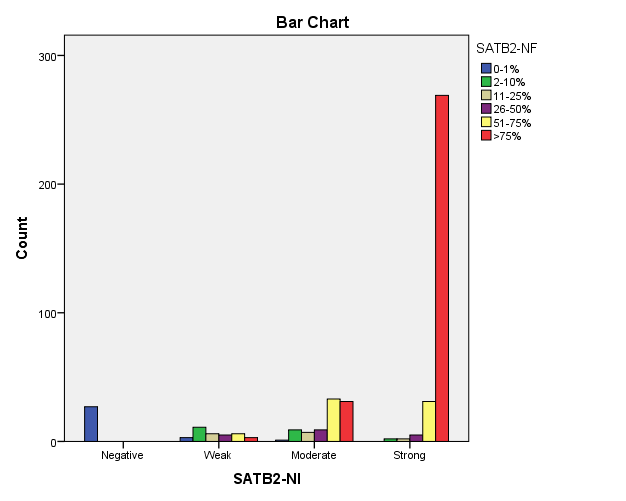 Bar Chart
SATB2-NF
0-1%
2-10%
11-25%
26-50%
51-75%
>75%
300
200
100
0
Count
Negative
Weak
Moderate
Strong
SATB2-NI